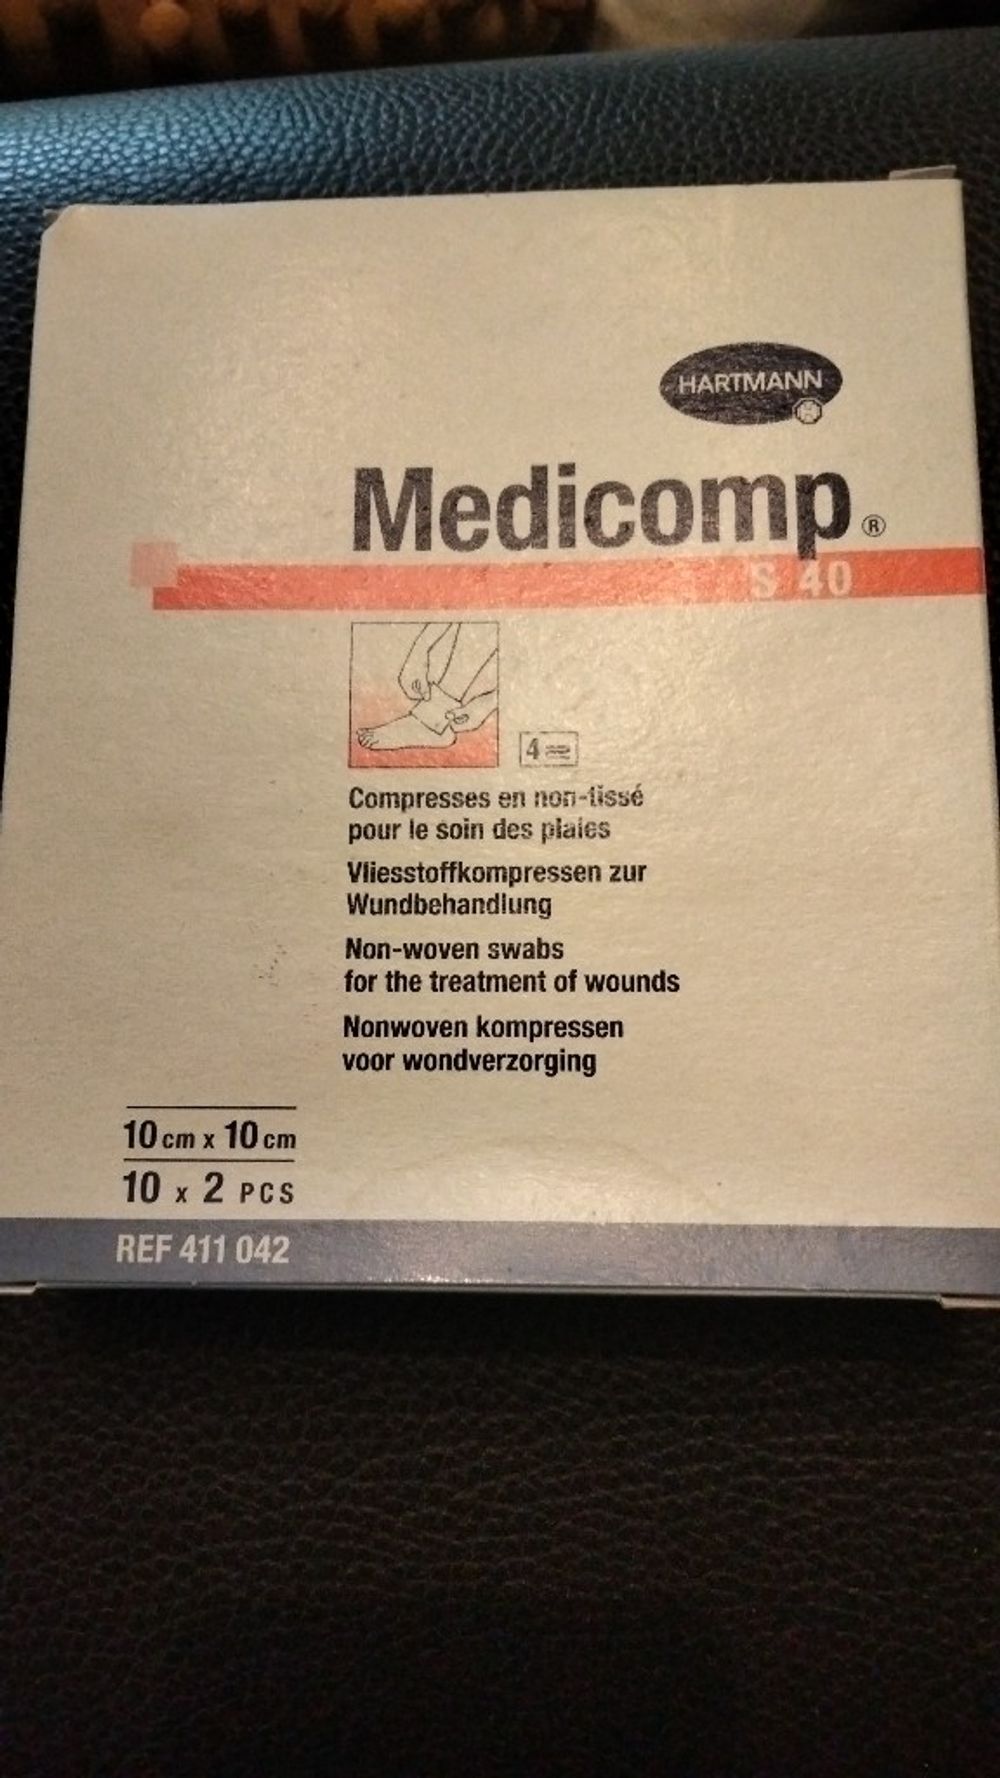 HARTMANN
Medicomp®
S 40
4
Compresses en non-tissé
pour le soin des plaies
Vliesstoffkompressen zur
Wundbehandlung
Non-woven swabs
for the treatment of wounds
Nonwoven kompressen
voor wondverzorging
10 cm x 10 cm
10 x 2 PCS
REF 411 042